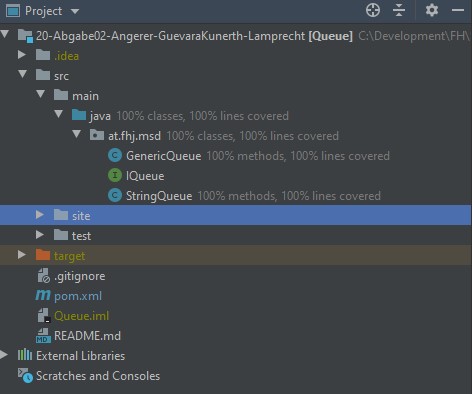 Project
20-Abgabe02-Angerer-GuevaraKunerth-Lamprecht [Queue] C:\Development\FH\
.idea
src
main
java 100% classes, 100% lines covered
at.fhj.msd 100% classes, 100% lines covered
C GenericQueue 100% methods, 100% lines covered
I IQueue
C StringQueue 100% methods, 100% lines covered
site
test
target
.gitignore
m pom.xml
Queue.iml
MD README.md
External Libraries
Scratches and Consoles